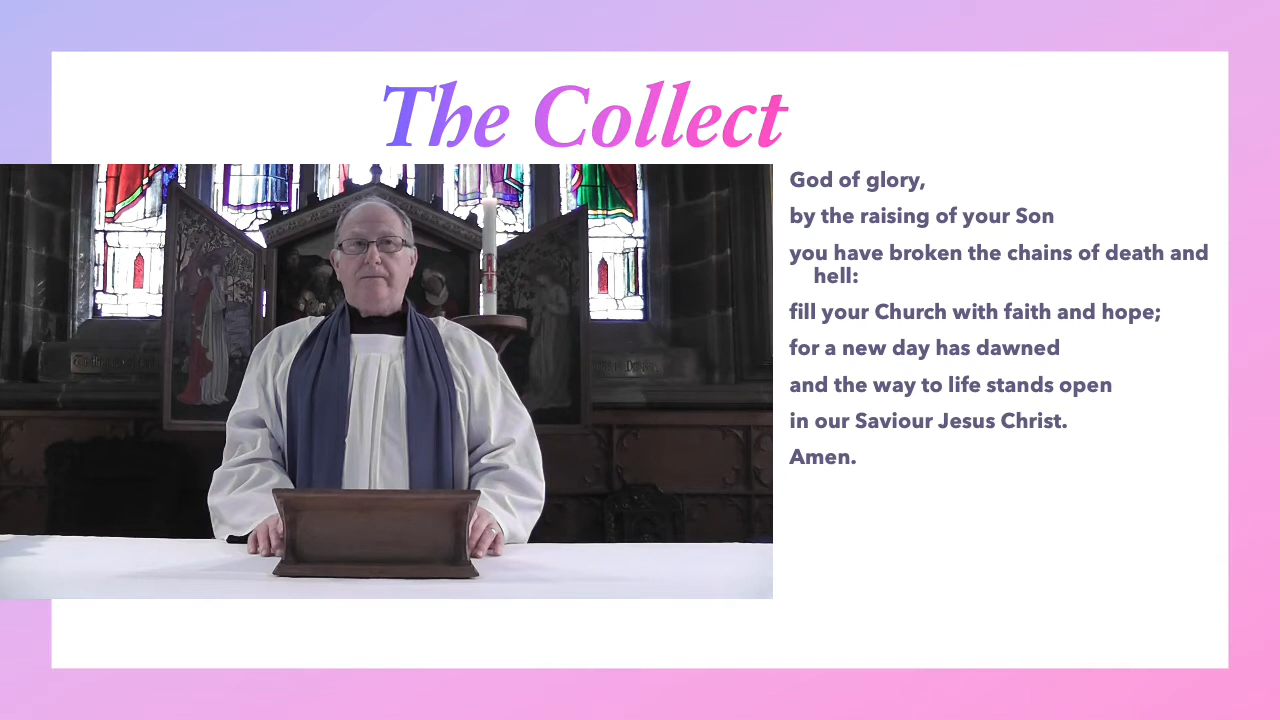 The Collect
God of glory,
by the raising of your Son
you have broken the chains of death and
hell:
fill your Church with faith and hope;
for a new day has dawned
and the way to life stands open
in our Saviour Jesus Christ.
Amen.